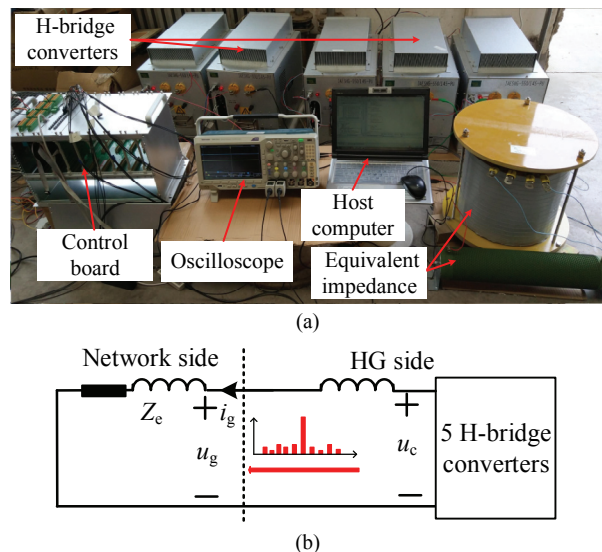 H-bridge
converters
Control
board
Oscilloscope
Host
computer
Equivalent
impedance
(a)
Network side
HG side
Ze
ig
ug
uc
5 H-bridge
converters
(b)